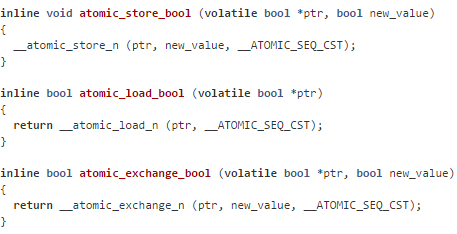 inline void atomic_store_bool (volatile bool *ptr, bool new_value)
{
  __atomic_store_n (ptr, new_value, __ATOMIC_SEQ_CST);
}

inline bool atomic_load_bool (volatile bool *ptr)
{
  return __atomic_load_n (ptr, __ATOMIC_SEQ_CST);
}

inline bool atomic_exchange_bool (volatile bool *ptr, bool new_value)
{
  return __atomic_exchange_n (ptr, new_value, __ATOMIC_SEQ_CST);
}